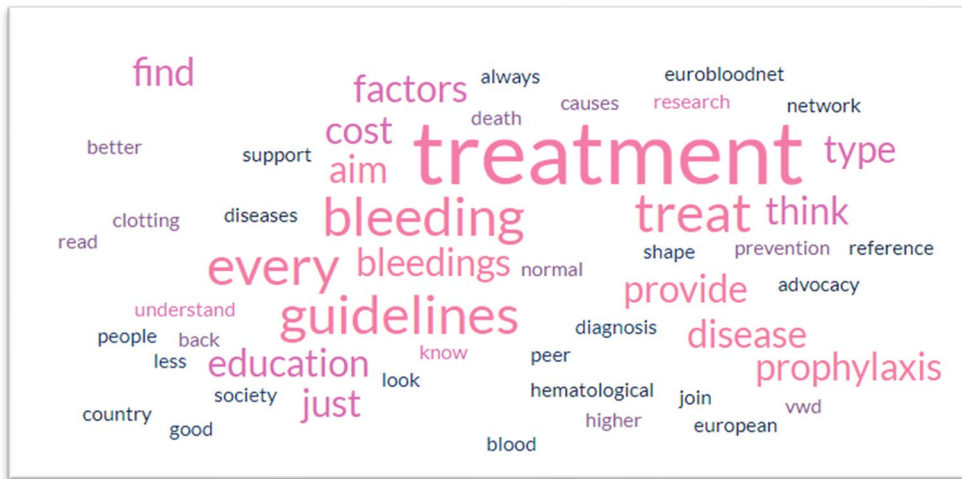 find
factors
always
eurobloodnet
causes
research
network
death
cost
treatment
type
better
support
aim
bleeding
treat
think
clotting
diseases
read
shape
prevention
reference
every
bleedings
normal
provide
advocacy
understand
guidelines
people
back
diagnosis
disease
less
education
know
look
peer
prophylaxis
society
just
hematological
join
vwd
country
good
higher
european
blood